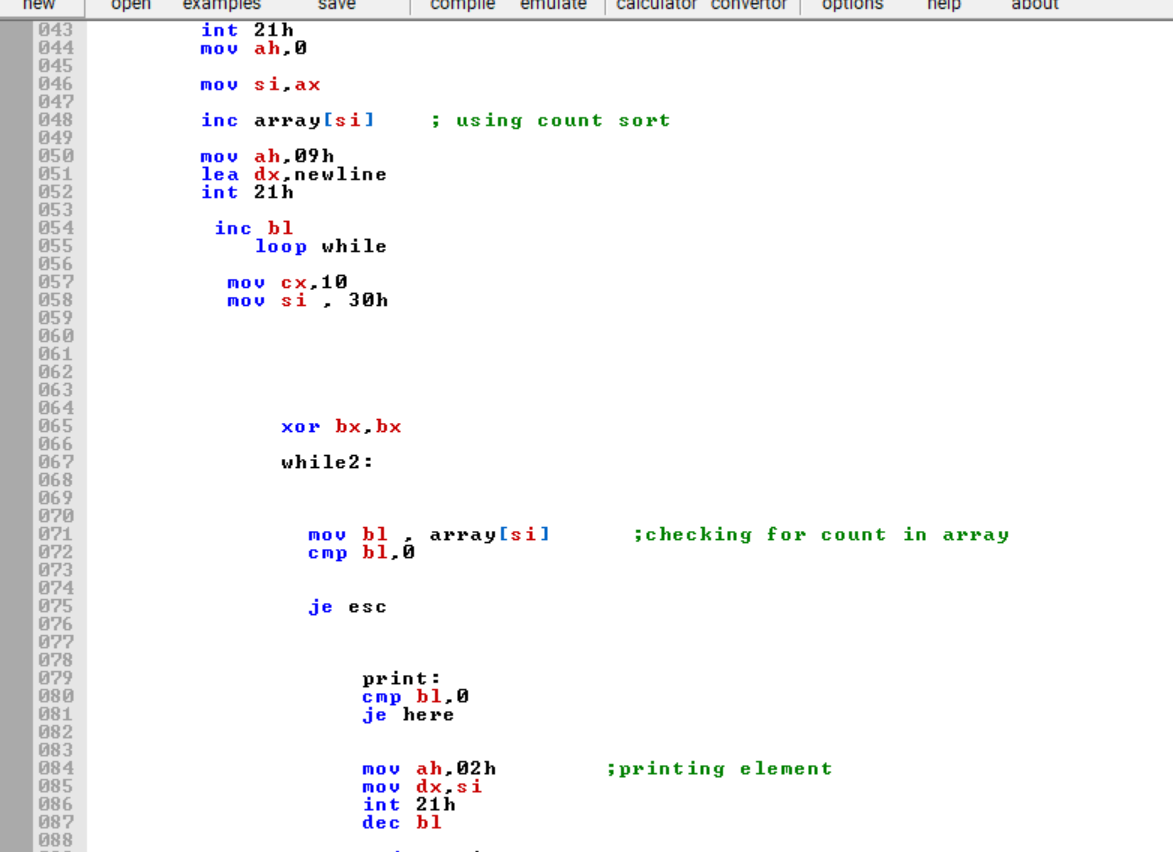 new open examples save compile emulate calculator convertor options help about
043 int 21h
044 mov ah,0
045
046 mov si,ax
047
048 inc array[si] ; using count sort
049
050 mov ah,09h
051 lea dx,newline
052 int 21h
053
054 inc bl
055 loop while
056
057 mov cx,10
058 mov si , 30h
059
060
061
062
063
064
065 xor bx,bx
066
067 while2:
068
069
070
071 mov bl , array[si] ;checking for count in array
072 cmp bl,0
073
074
075 je esc
076
077
078
079 print:
080 cmp bl,0
081 je here
082
083
084 mov ah,02h ;printing element
085 mov dx,si
086 int 21h
087 dec bl
088